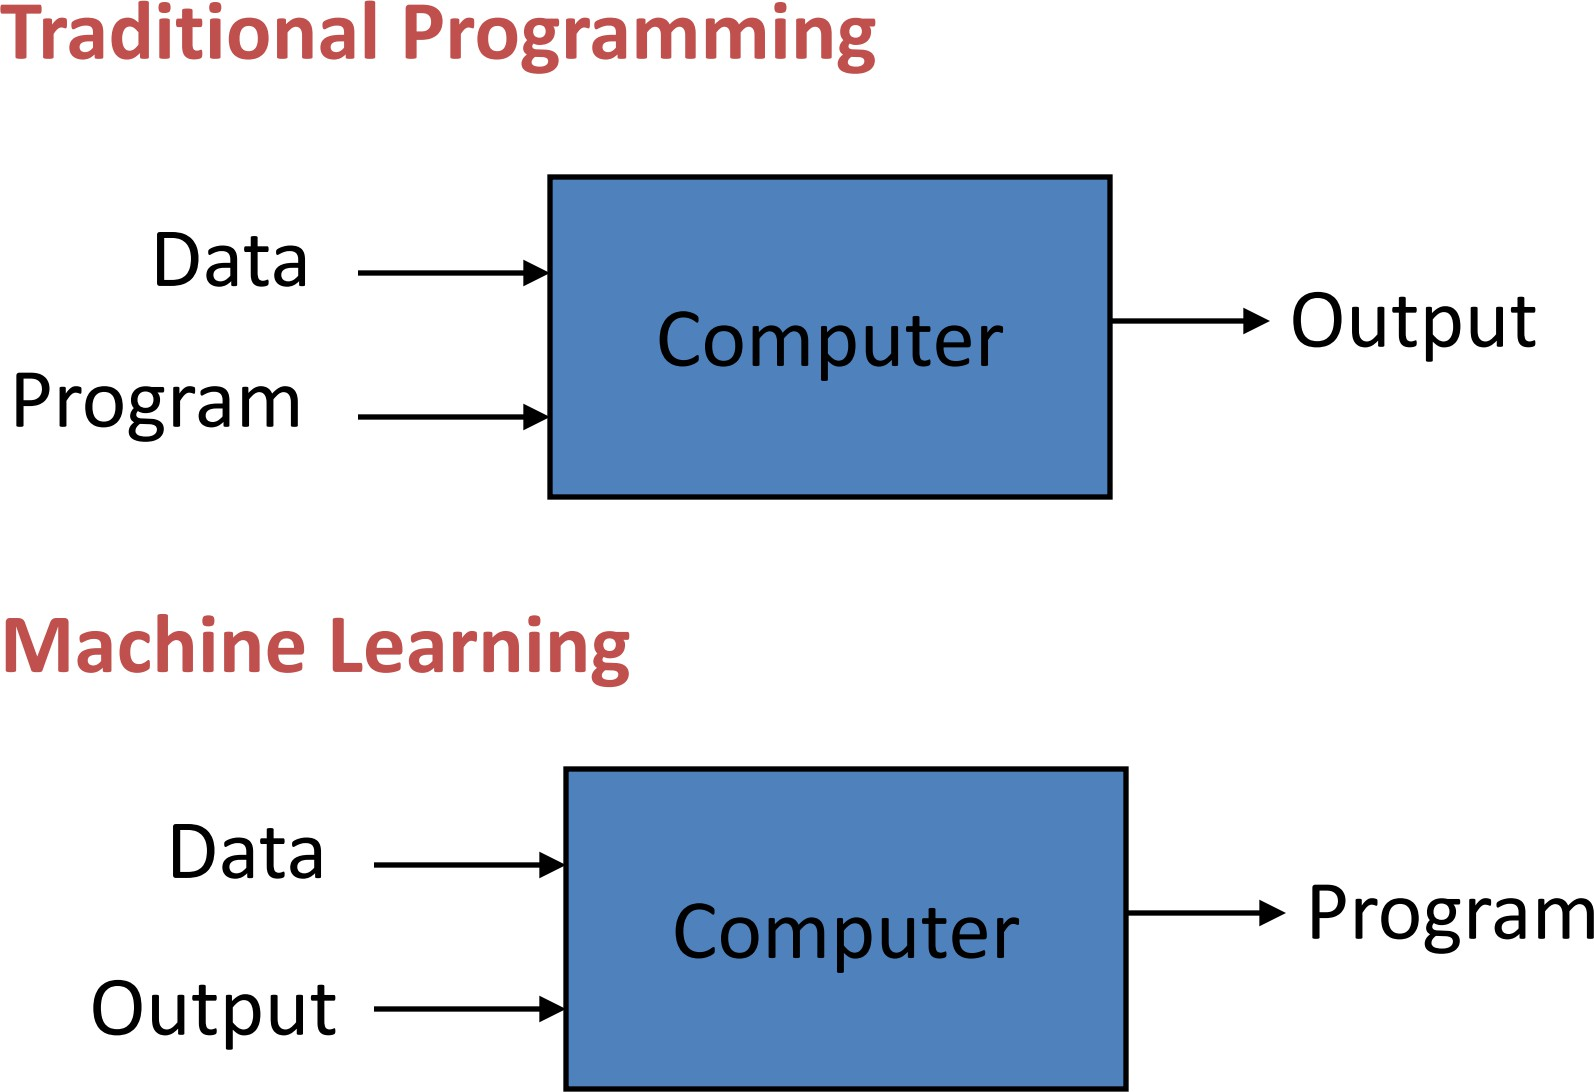 Traditional Programming
Data
Program
Computer
Output
Machine Learning
Data
Output
Computer
Program